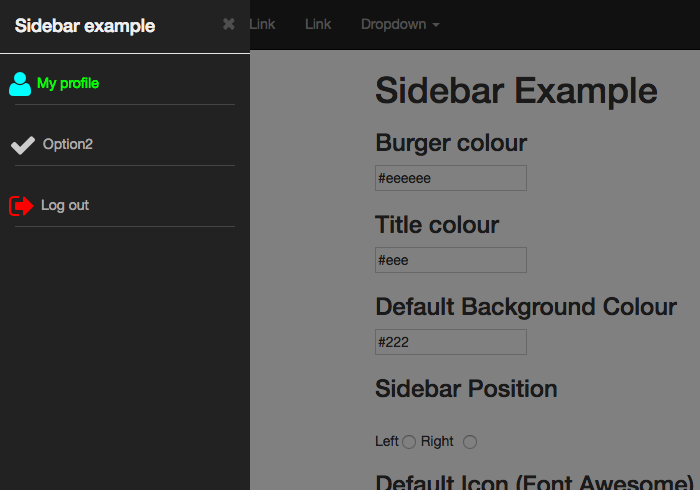 Sidebar example
Link
Link
Dropdown
My profile
Option2
Log out
Sidebar Example
Burger colour
#eeeeee
Title colour
#eee
Default Background Colour
#222
Sidebar Position
Left Right
Default Icon (Font Awesome)